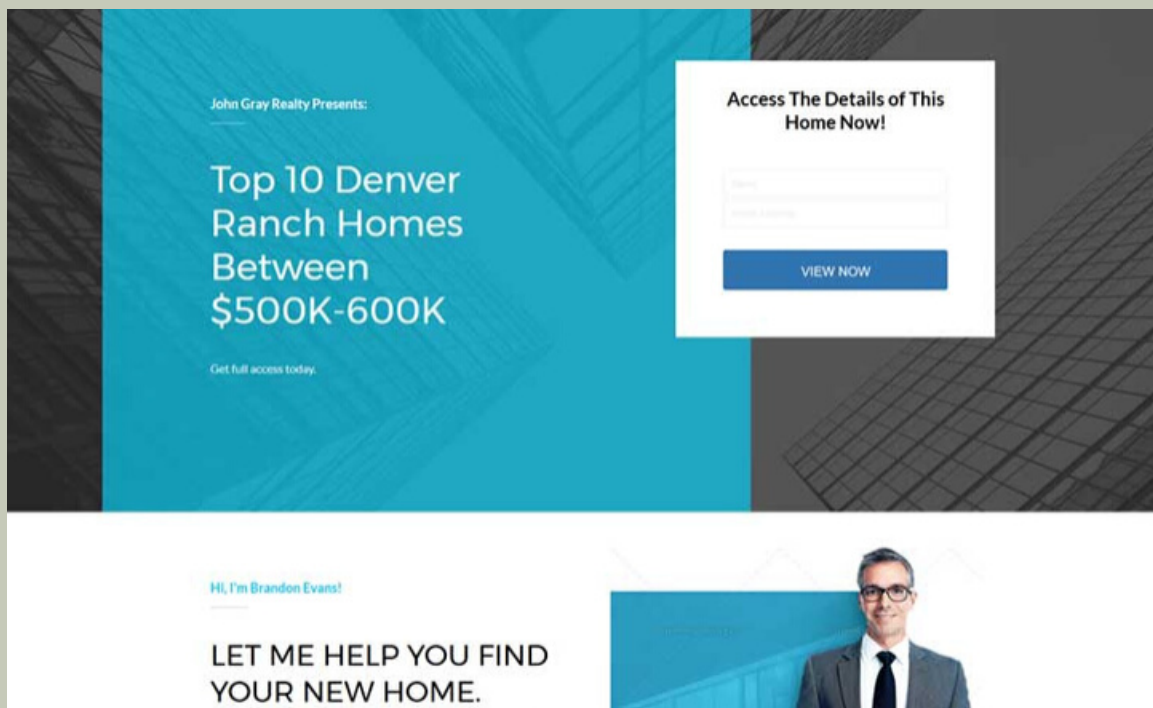 John Gray Realty Presents:
Top 10 Denver
Ranch Homes
Between
$500K-600K
Get full access today.
Access The Details of This
Home Now!
VIEW NOW
Hi, I'm Brandon Evans!
LET ME HELP YOU FIND
YOUR NEW HOME.